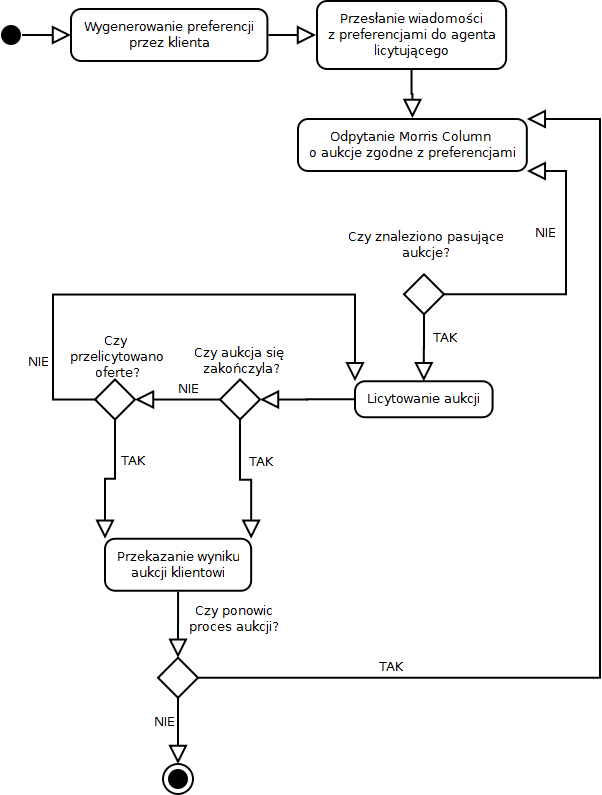 Wygenerowanie preferencji
przez klienta
Przesłanie wiadomości
z preferencjami do agenta
licytującego
Odpytanie Morris Column
o aukcje zgodne z preferencjami
NIE
Czy znaleziono pasujące
aukcje?
TAK
Czy
przelicytowano
oferte?
NIE
Czy aukcja się
zakończyla?
NIE
Licytowanie aukcji
TAK
TAK
Przekazanie wyniku
aukcji klientowi
Czy ponowic
proces aukcji?
TAK
NIE